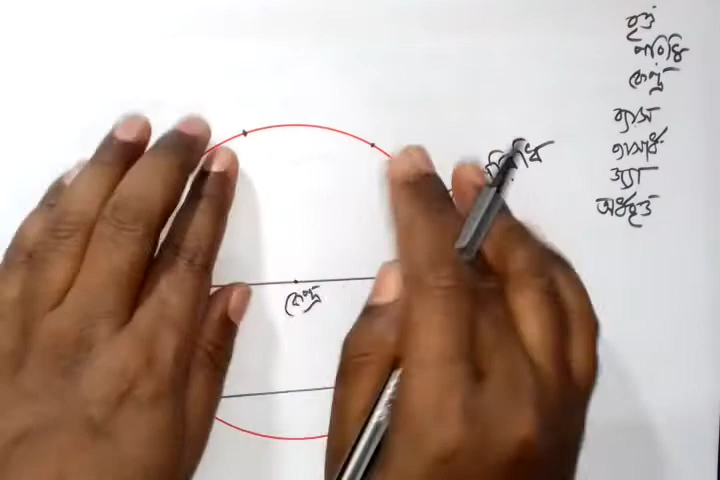 বৃত্ত
পরিধি
কেন্দ্র
ব্যাস
ব্যাসার্ধ
জ্যা
অর্ধবৃত্ত
কেন্দ্র